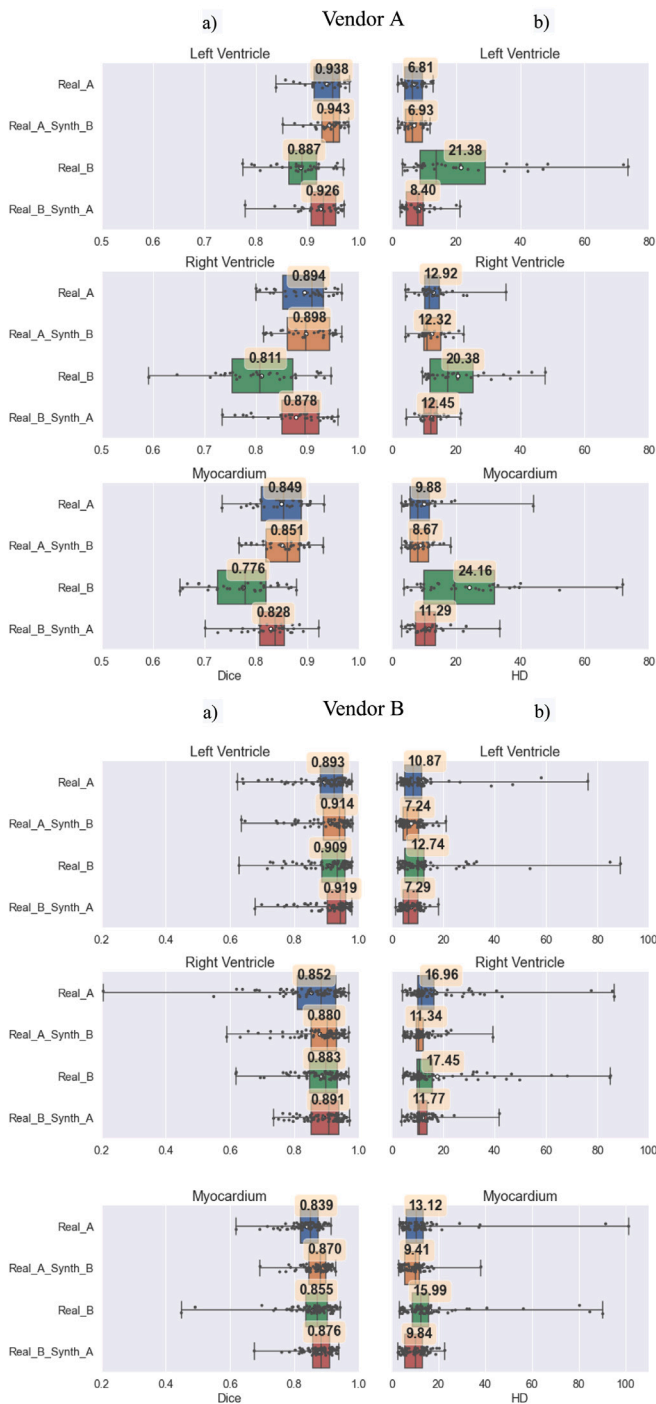 Vendor A
a) b)
Left Ventricle Left Ventricle
Real_A 0.938 6.81
Real_A_Synth_B 0.943 6.93
Real_B 0.887 21.38
Real_B_Synth_A 0.926 8.40
0.5 0.6 0.7 0.8 0.9 1.0 0 20 40 60 80
Right Ventricle Right Ventricle
Real_A 0.894 12.92
Real_A_Synth_B 0.898 12.32
Real_B 0.811 20.38
Real_B_Synth_A 0.878 12.45
0.5 0.6 0.7 0.8 0.9 1.0 0 20 40 60 80
Myocardium Myocardium
Real_A 0.849 9.88
Real_A_Synth_B 0.851 8.67
Real_B 0.776 24.16
Real_B_Synth_A 0.828 11.29
0.5 0.6 0.7 0.8 0.9 1.0 0 20 40 60 80
Dice HD
Vendor B
a) b)
Left Ventricle Left Ventricle
Real_A 0.893 10.87
Real_A_Synth_B 0.914 7.24
Real_B 0.909 12.74
Real_B_Synth_A 0.919 7.29
0.2 0.4 0.6 0.8 1.0 0 20 40 60 80 100
Right Ventricle Right Ventricle
Real_A 0.852 16.96
Real_A_Synth_B 0.880 11.34
Real_B 0.883 17.45
Real_B_Synth_A 0.891 11.77
0.2 0.4 0.6 0.8 1.0 0 20 40 60 80 100
Myocardium Myocardium
Real_A 0.839 13.12
Real_A_Synth_B 0.870 9.41
Real_B 0.855 15.99
Real_B_Synth_A 0.876 9.84
0.2 0.4 0.6 0.8 1.0 0 20 40 60 80 100
Dice HD